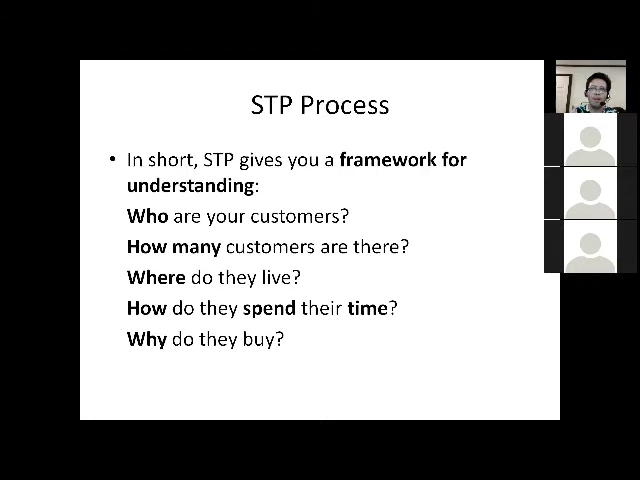 STP Process
• In short, STP gives you a framework for
understanding:
Who are your customers?
How many customers are there?
Where do they live?
How do they spend their time?
Why do they buy?